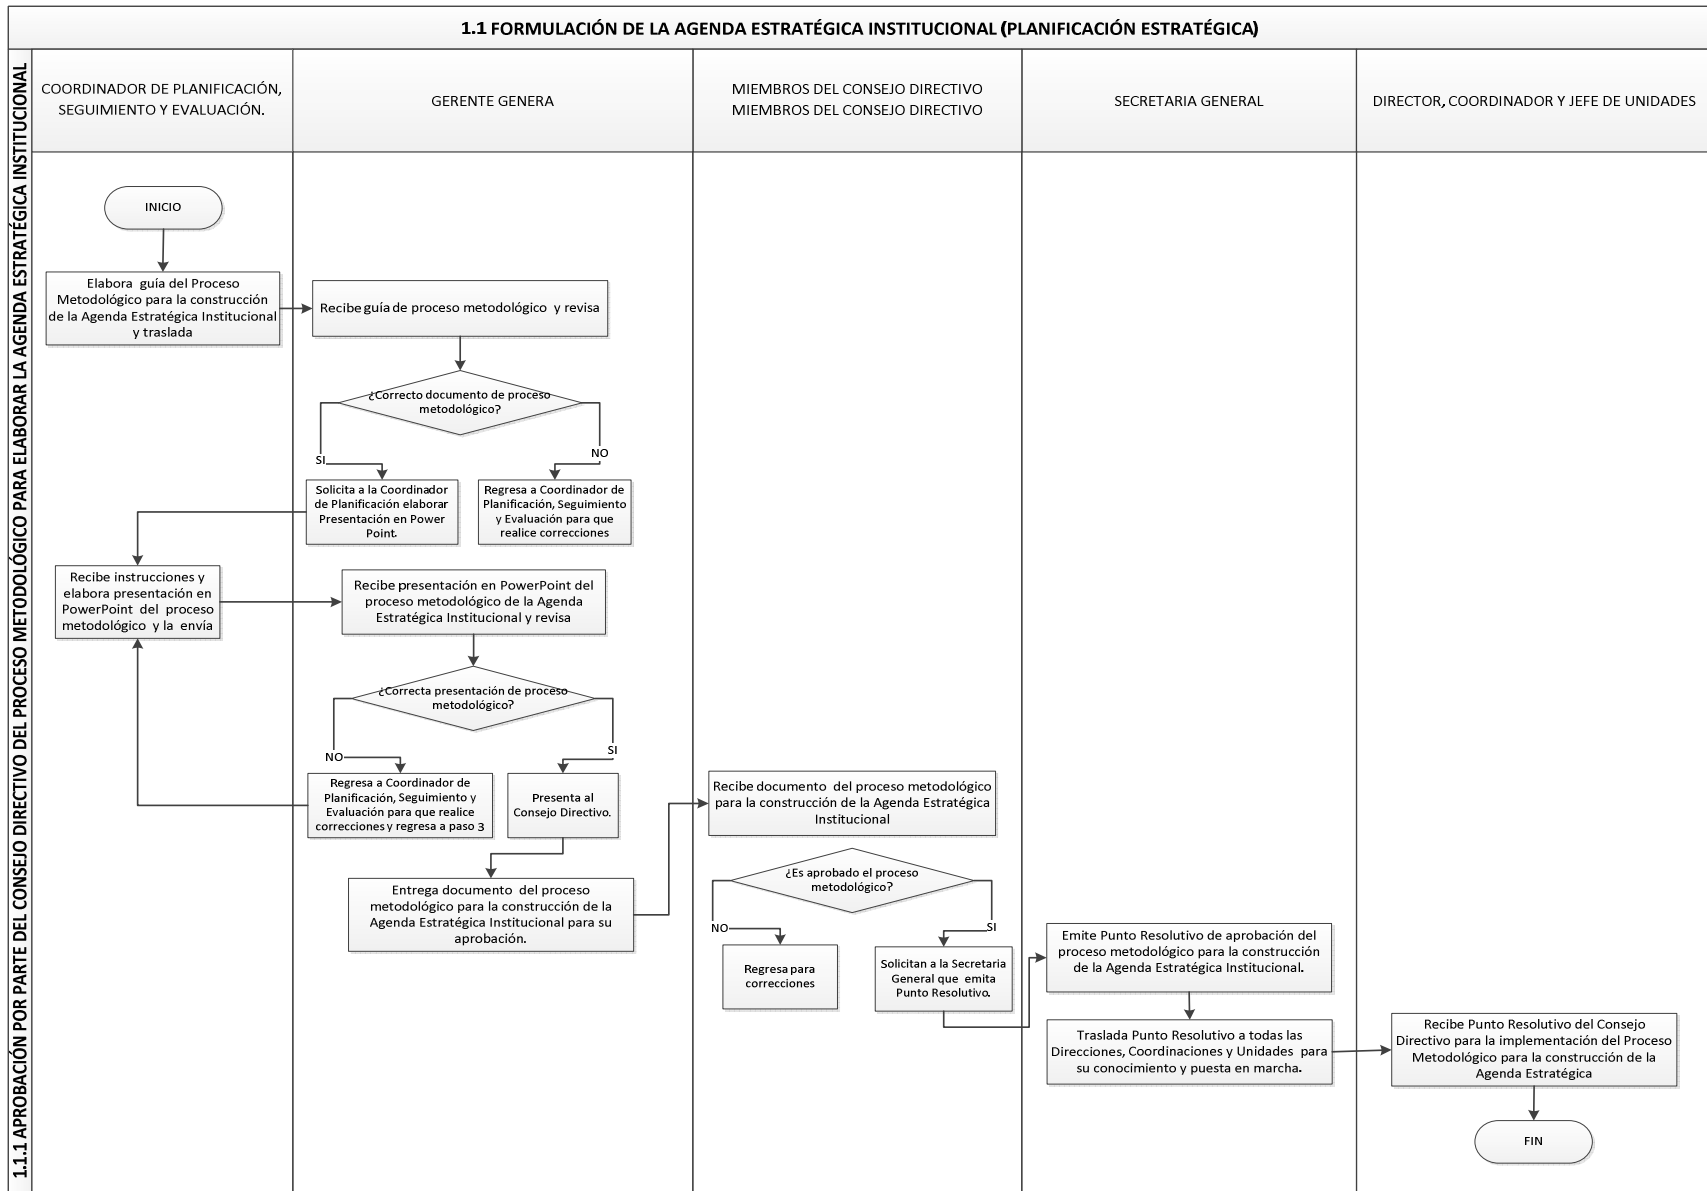 1.1 FORMULACIÓN DE LA AGENDA ESTRATÉGICA INSTITUCIONAL (PLANIFICACIÓN ESTRATÉGICA)
1.1.1 APROBACIÓN POR PARTE DEL CONSEJO DIRECTIVO DEL PROCESO METODOLÓGICO PARA ELABORAR LA AGENDA ESTRATÉGICA INSTITUCIONAL
COORDINADOR DE PLANIFICACIÓN,
SEGUIMIENTO Y EVALUACIÓN.
GERENTE GENERA
MIEMBROS DEL CONSEJO DIRECTIVO
MIEMBROS DEL CONSEJO DIRECTIVO
SECRETARIA GENERAL
DIRECTOR, COORDINADOR Y JEFE DE UNIDADES
INICIO
Elabora guía del Proceso
Metodológico para la construcción
de la Agenda Estratégica Institucional
y traslada
Recibe guía de proceso metodológico y revisa
¿Correcto documento de proceso
metodológico?
SI
NO
Solicita a la Coordinador
de Planificación elaborar
Presentación en Power
Point.
Regresa a Coordinador de
Planificación, Seguimiento
y Evaluación para que
realice correcciones
Recibe instrucciones y
elabora presentación en
PowerPoint del proceso
metodológico y la envía
Recibe presentación en PowerPoint del
proceso metodológico de la Agenda
Estratégica Institucional y revisa
¿Correcta presentación de proceso
metodológico?
NO
SI
Regresa a Coordinador de
Planificación, Seguimiento y
Evaluación para que realice
correcciones y regresa a paso 3
Presenta al
Consejo Directivo.
Entrega documento del proceso
metodológico para la construcción de la
Agenda Estratégica Institucional para su
aprobación.
Recibe documento del proceso metodológico
para la construcción de la Agenda Estratégica
Institucional
¿Es aprobado el proceso
metodológico?
NO
SI
Regresa para
correcciones
Solicitan a la Secretaria
General que emita
Punto Resolutivo.
Emite Punto Resolutivo de aprobación del
proceso metodológico para la construcción
de la Agenda Estratégica Institucional.
Traslada Punto Resolutivo a todas las
Direcciones, Coordinaciones y Unidades para
su conocimiento y puesta en marcha.
Recibe Punto Resolutivo del Consejo
Directivo para la implementación del Proceso
Metodológico para la construcción de la
Agenda Estratégica
FIN